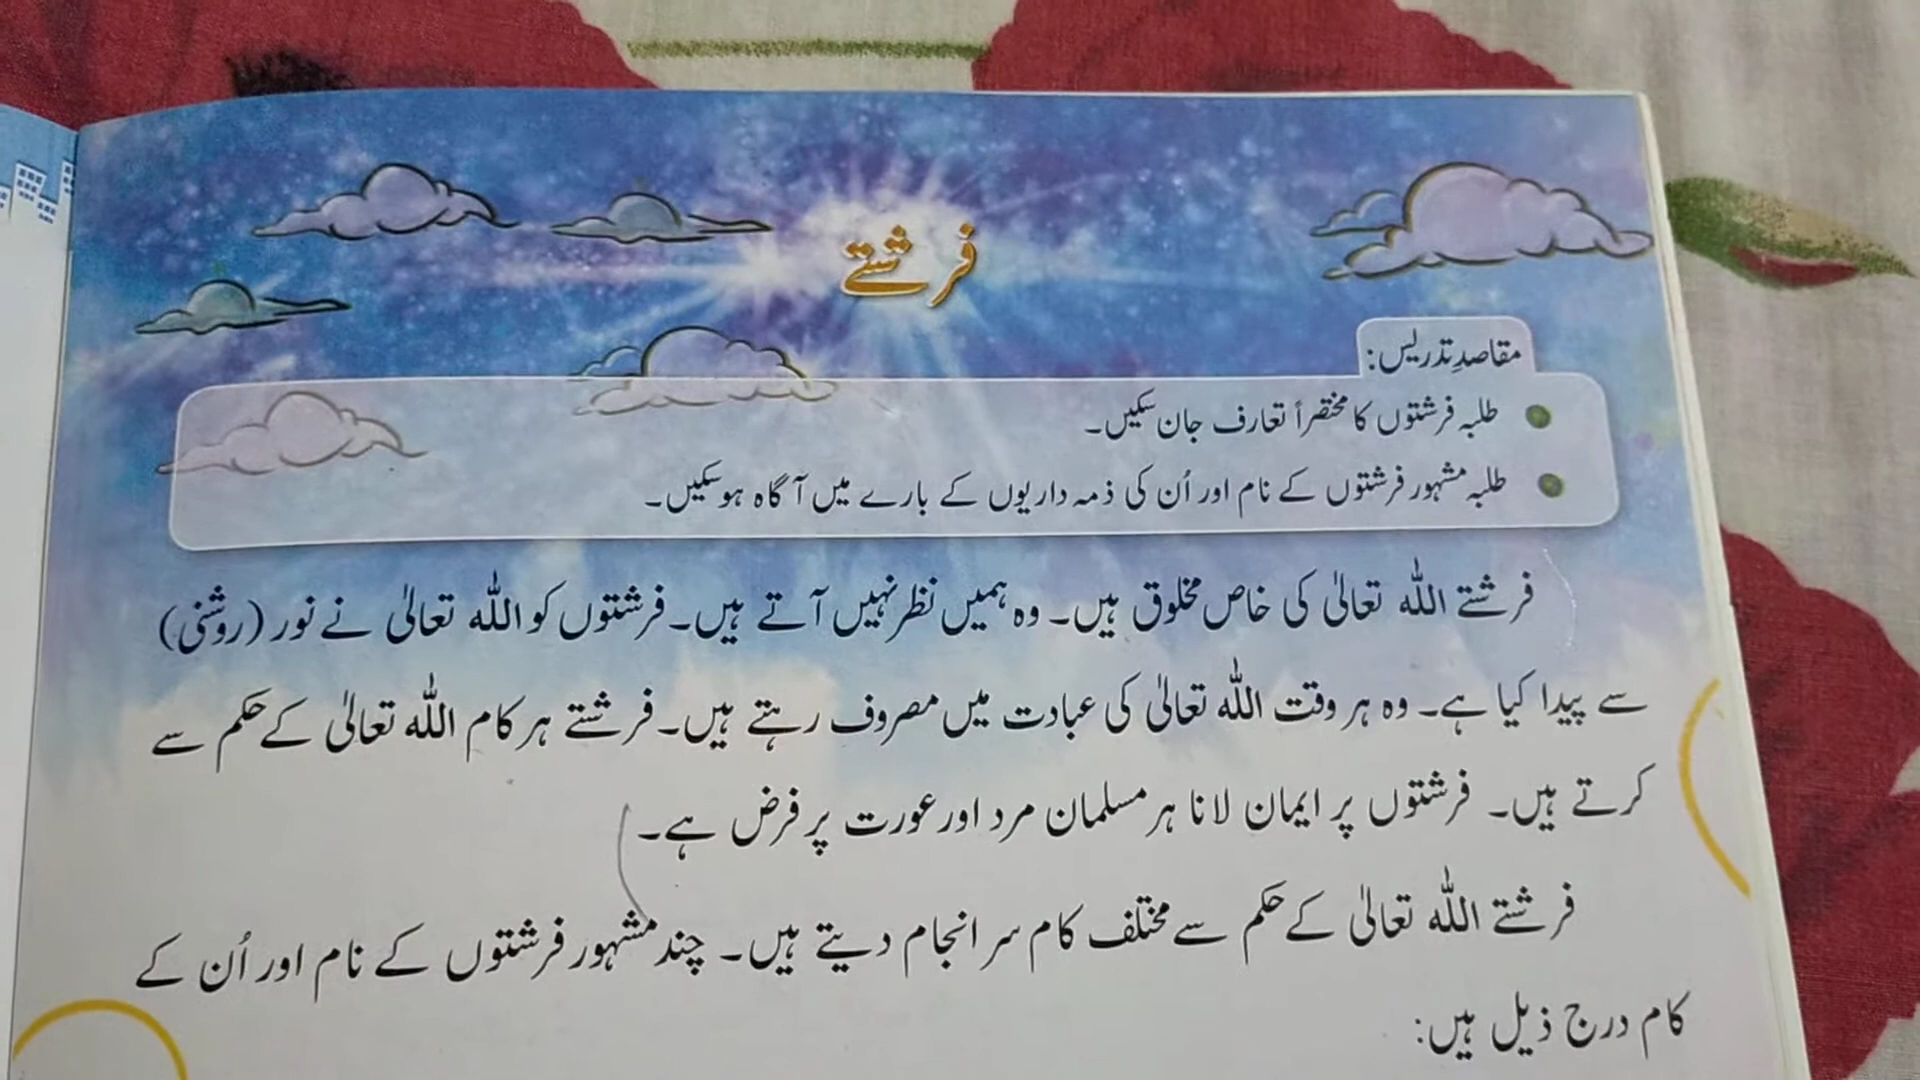 فرشتے
مقاصدِ تدریس:
طلبہ فرشتوں کا مختصراً تعارف جان سکیں۔
طلبہ مشہور فرشتوں کے نام اور اُن کی ذمہ داریوں کے بارے میں آگاہ ہوسکیں۔
فرشتے اللہ تعالیٰ کی خاص مخلوق ہیں۔ وہ ہمیں نظر نہیں آتے ہیں۔ فرشتوں کو اللہ تعالیٰ نے نور (روشنی)
سے پیدا کیا ہے۔ وہ ہر وقت اللہ تعالیٰ کی عبادت میں مصروف رہتے ہیں۔ فرشتے ہر کام اللہ تعالیٰ کے حکم سے
کرتے ہیں۔ فرشتوں پر ایمان لانا ہر مسلمان مرد اور عورت پر فرض ہے۔
فرشتے اللہ تعالیٰ کے حکم سے مختلف کام سر انجام دیتے ہیں۔ چند مشہور فرشتوں کے نام اور اُن کے
کام درج ذیل ہیں: